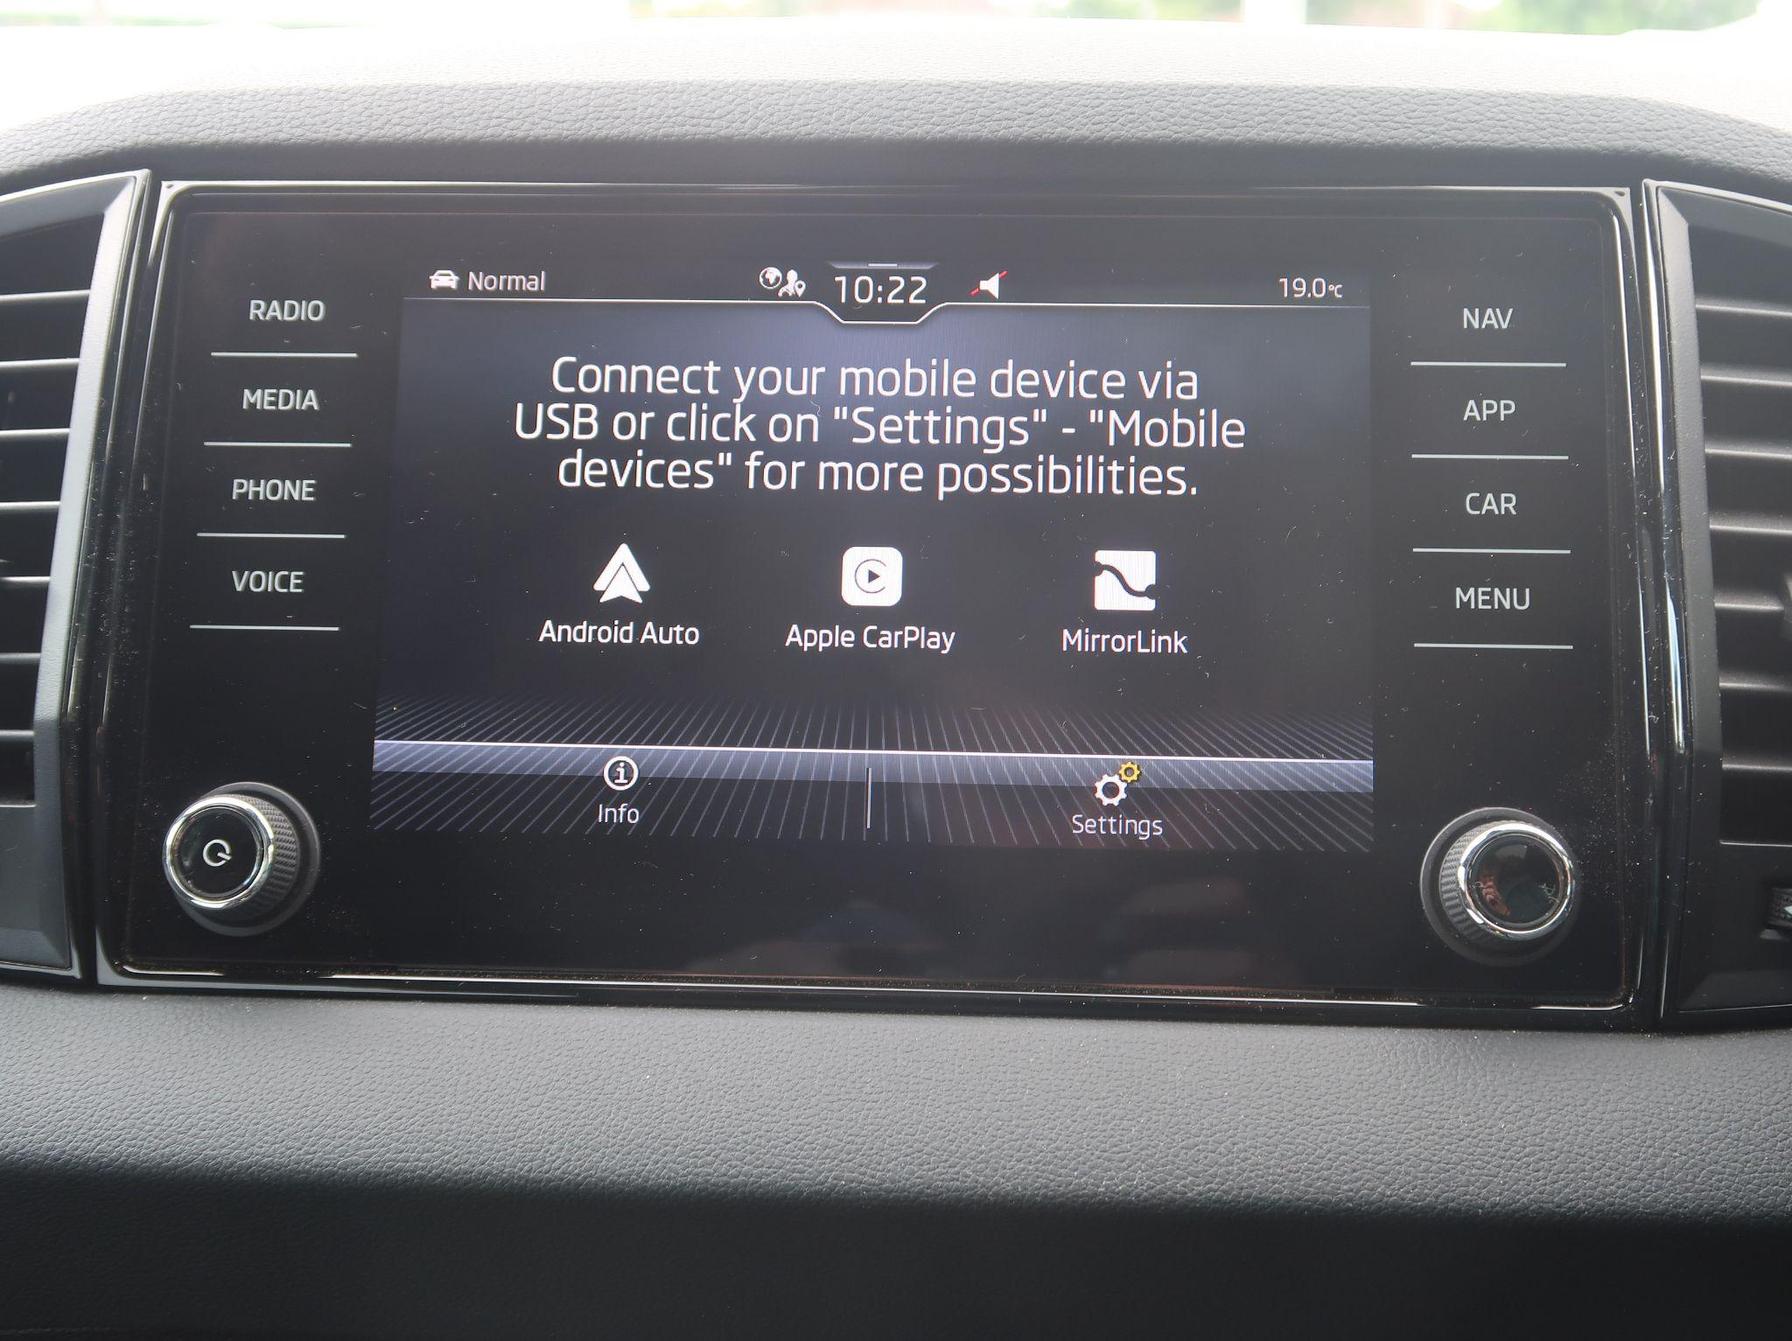 Normal
10:22
19.0°C
RADIO
MEDIA
PHONE
VOICE
Connect your mobile device via
USB or click on "Settings" - "Mobile
devices" for more possibilities.
Android Auto
Apple CarPlay
MirrorLink
Info
Settings
NAV
APP
CAR
MENU